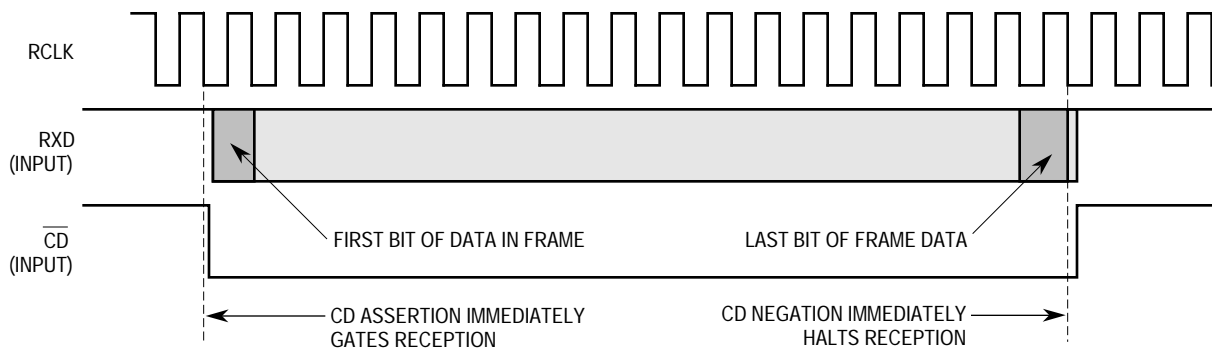 RCLK
RXD
(INPUT)
CD
(INPUT)
FIRST BIT OF DATA IN FRAME
LAST BIT OF FRAME DATA
CD ASSERTION IMMEDIATELY
GATES RECEPTION
CD NEGATION IMMEDIATELY
HALTS RECEPTION